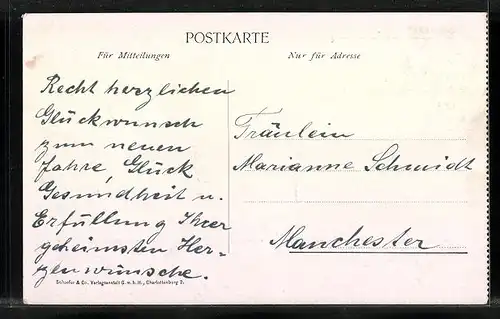 POSTKARTE
Für Mitteilungen
Nur für Adresse
Recht herzlichen
Glückwunsch
zum neuen
Jahre, Glück
Gesundheit u.
Erfüllung Ihrer
geheimsten Her-
zenwünsche.
Fräulein
Marianne Schmidt
Manchester
Schaefer & Co. Verlagsanstalt G. m. b. H., Charlottenburg 2.